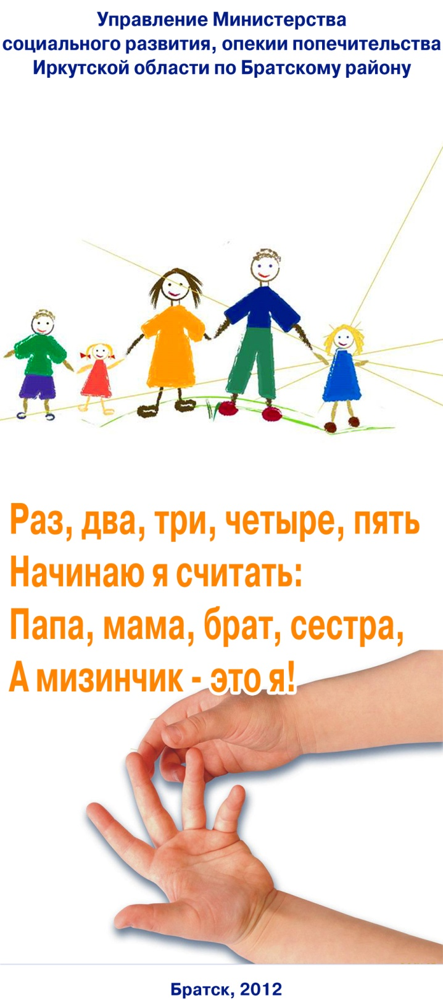 Управление Министерства
социального развития, опекии попечительства
Иркутской области по Братскому району
Раз, два, три, четыре, пять
Начинаю я считать:
Папа, мама, брат, сестра,
А мизинчик - это я!
Братск, 2012